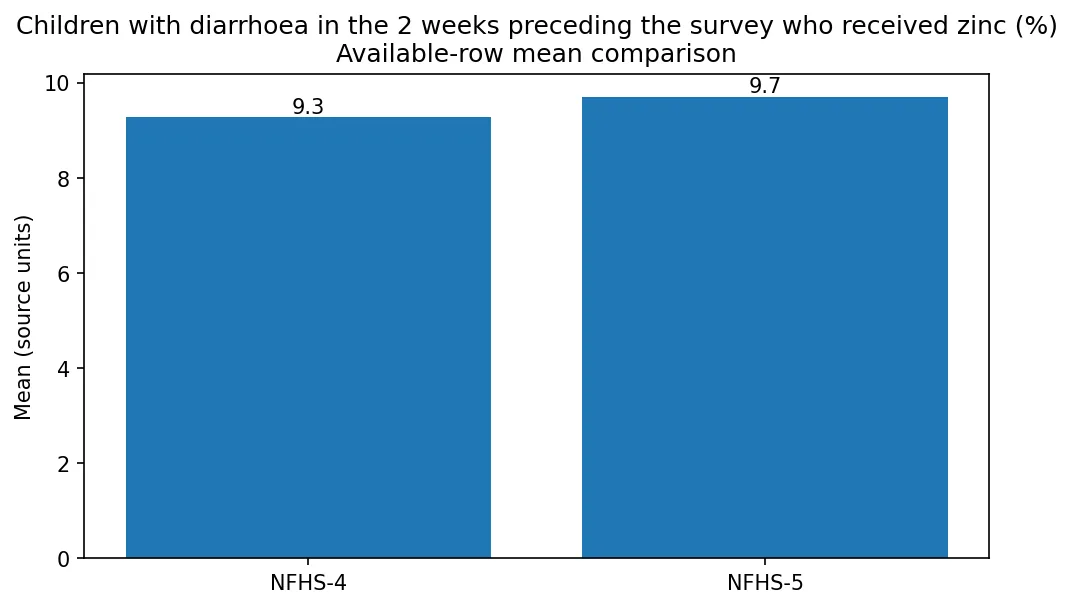 Children with diarrhoea in the 2 weeks preceding the survey who received zinc (%)
Available-row mean comparison
Mean (source units)
10
8
6
4
2
0
9.3
9.7
NFHS-4
NFHS-5